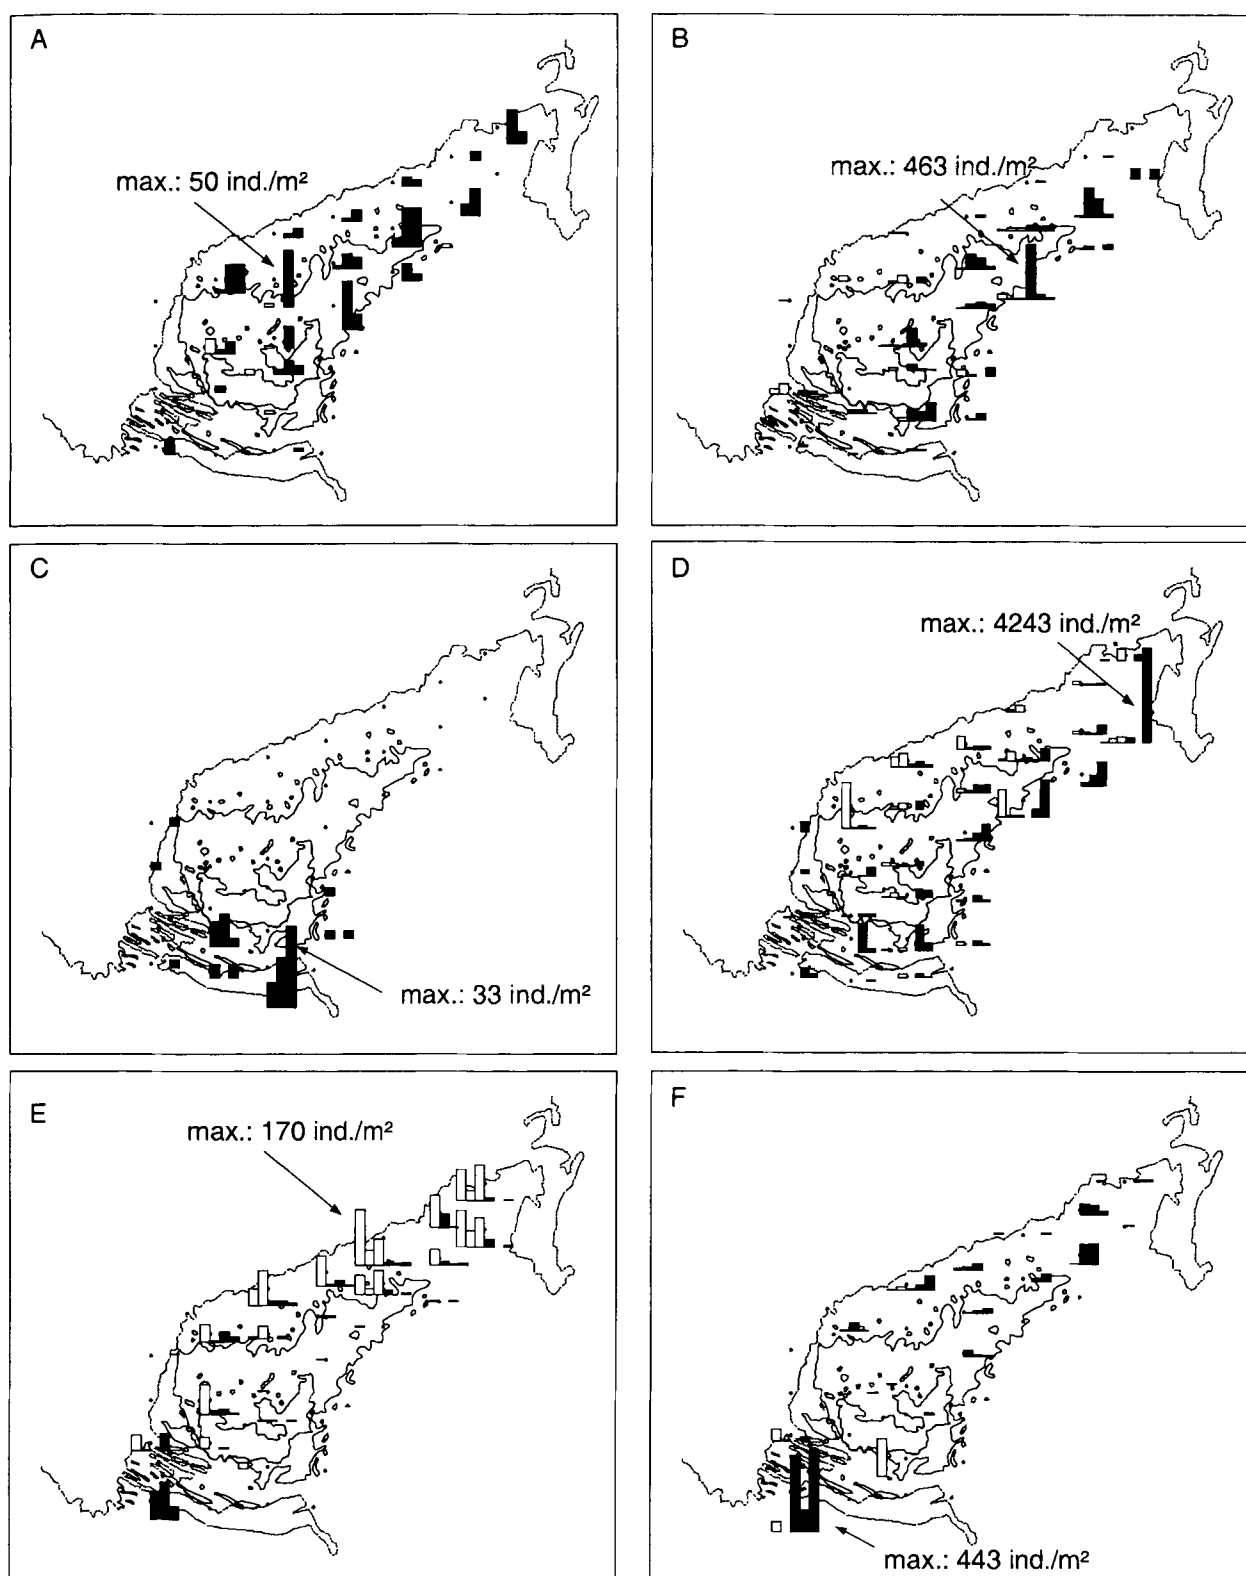 A
max.: 50 ind./m²
B
max.: 463 ind./m²
C
max.: 33 ind./m²
D
max.: 4243 ind./m²
E
max.: 170 ind./m²
F
max.: 443 ind./m²